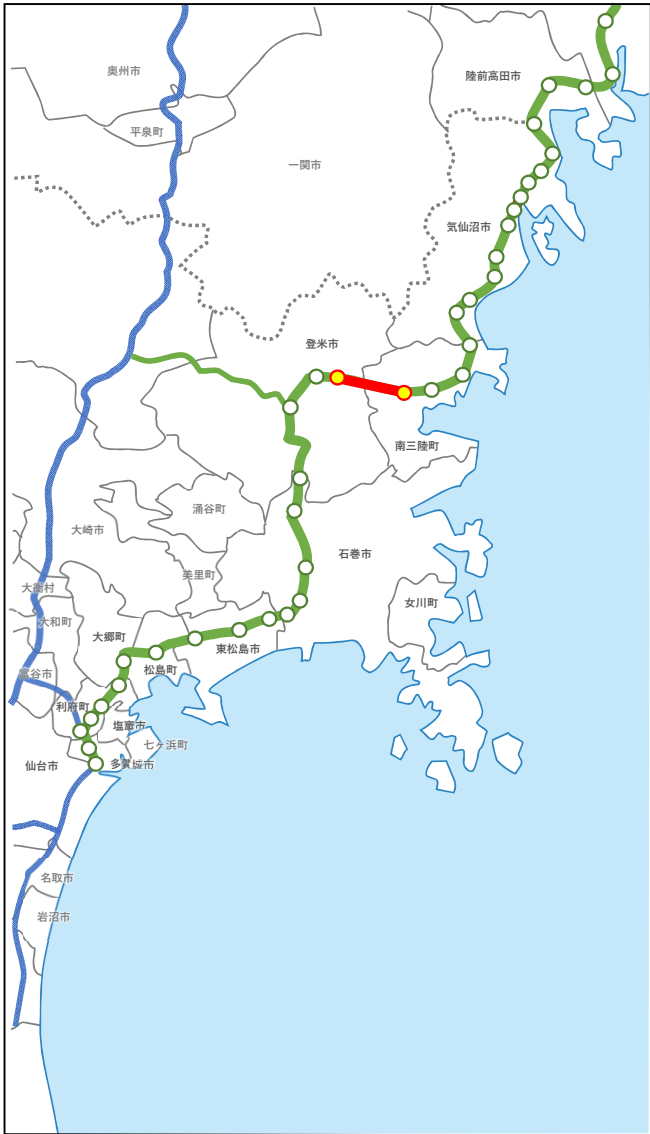 奥州市
陸前高田市
平泉町
一関市
気仙沼市
登米市
南三陸町
涌谷町
大崎市
石巻市
美里町
大衡村
女川町
大和町
大郷町
東松島市
松島町
富谷市
利府町
塩竈市
七ヶ浜町
多賀城市
仙台市
名取市
岩沼市